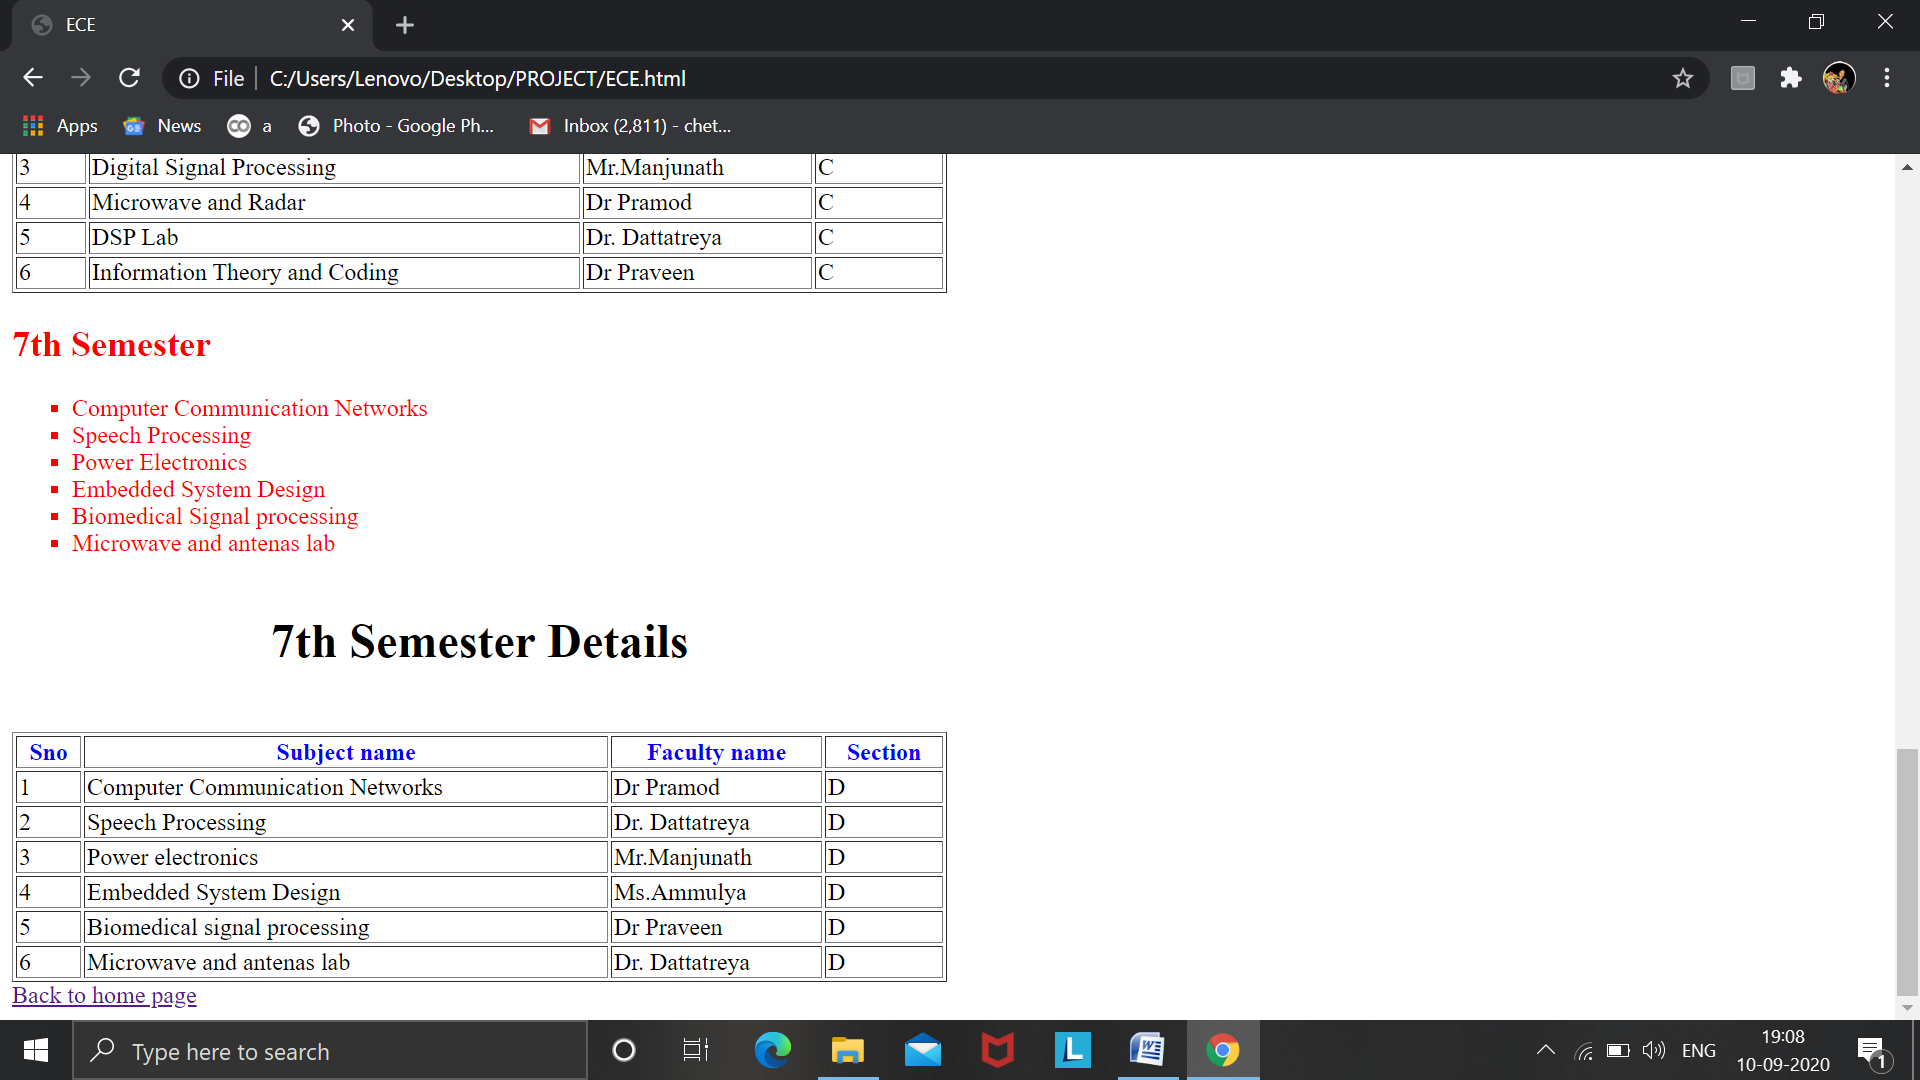 ECE
File C:/Users/Lenovo/Desktop/PROJECT/ECE.html
Apps News a Photo - Google Ph... Inbox (2,811) - chet...
3 Digital Signal Processing Mr.Manjunath C
4 Microwave and Radar Dr Pramod C
5 DSP Lab Dr. Dattatreya C
6 Information Theory and Coding Dr Praveen C
7th Semester
Computer Communication Networks
Speech Processing
Power Electronics
Embedded System Design
Biomedical Signal processing
Microwave and antenas lab
7th Semester Details
Sno Subject name Faculty name Section
1 Computer Communication Networks Dr Pramod D
2 Speech Processing Dr. Dattatreya D
3 Power electronics Mr.Manjunath D
4 Embedded System Design Ms.Ammulya D
5 Biomedical signal processing Dr Praveen D
6 Microwave and antenas lab Dr. Dattatreya D
Back to home page
Type here to search L W ENG 19:08
10-09-2020 1